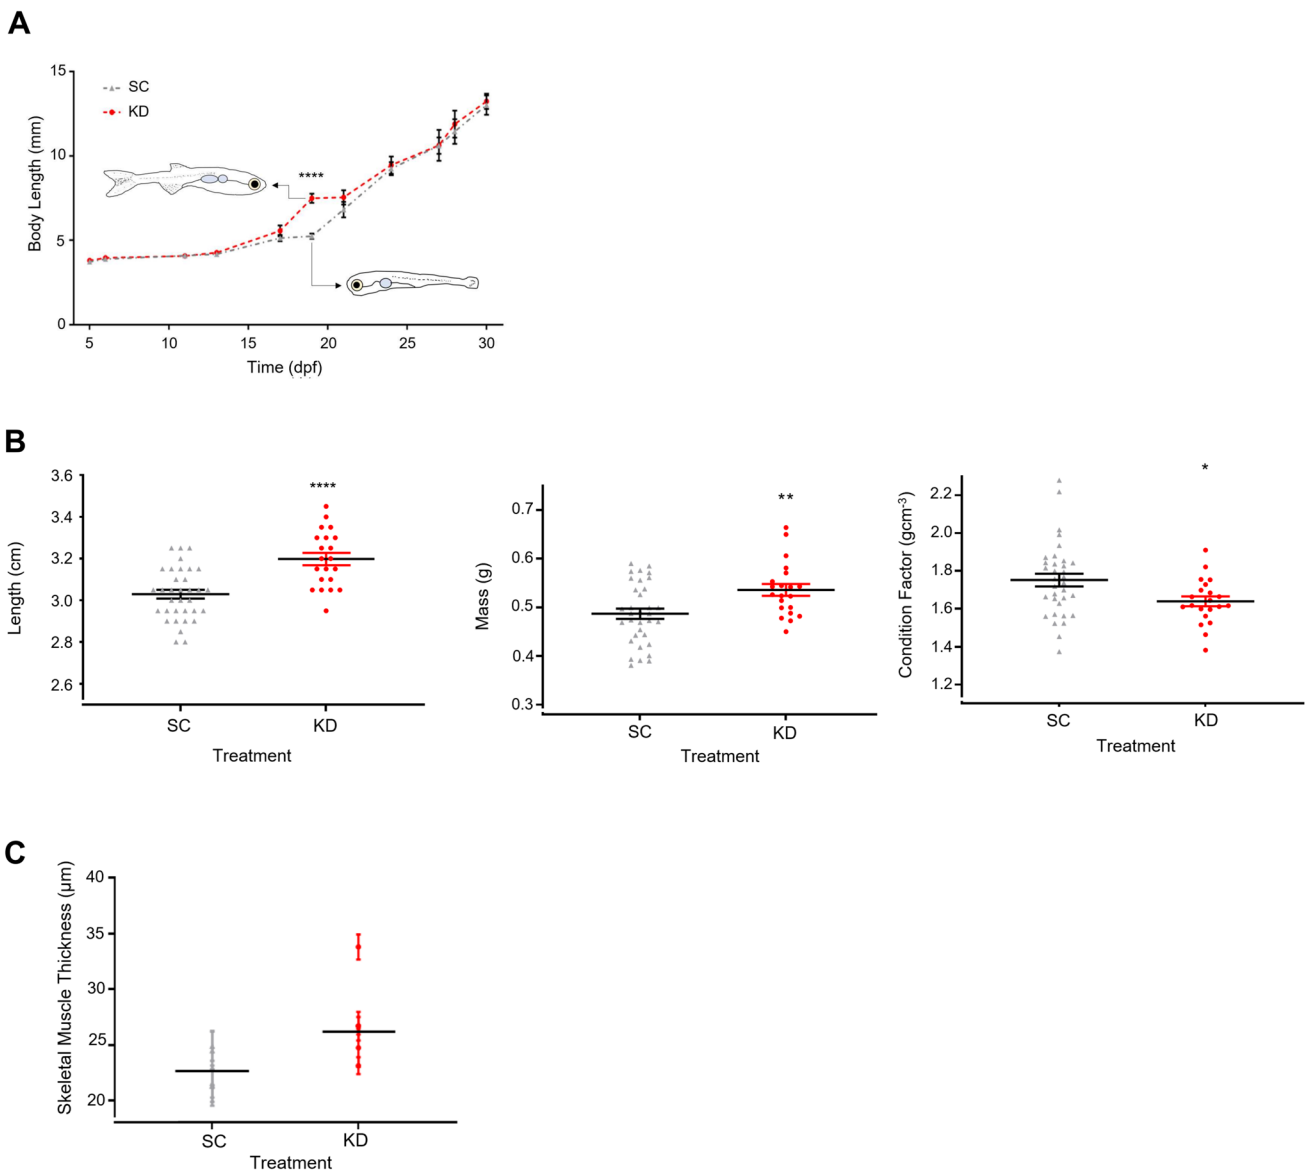 A
15
10
5
0
Body Length (mm)
SC
KD
****
5 10 15 20 25 30
Time (dpf)
B
3.6
3.4
3.2
3.0
2.8
2.6
Length (cm)
****
SC KD
Treatment
0.7
0.6
0.5
0.4
0.3
Mass (g)
**
SC KD
Treatment
2.2
2.0
1.8
1.6
1.4
1.2
Condition Factor (gcm-3)
*
SC KD
Treatment
C
40
35
30
25
20
Skeletal Muscle Thickness (µm)
SC KD
Treatment